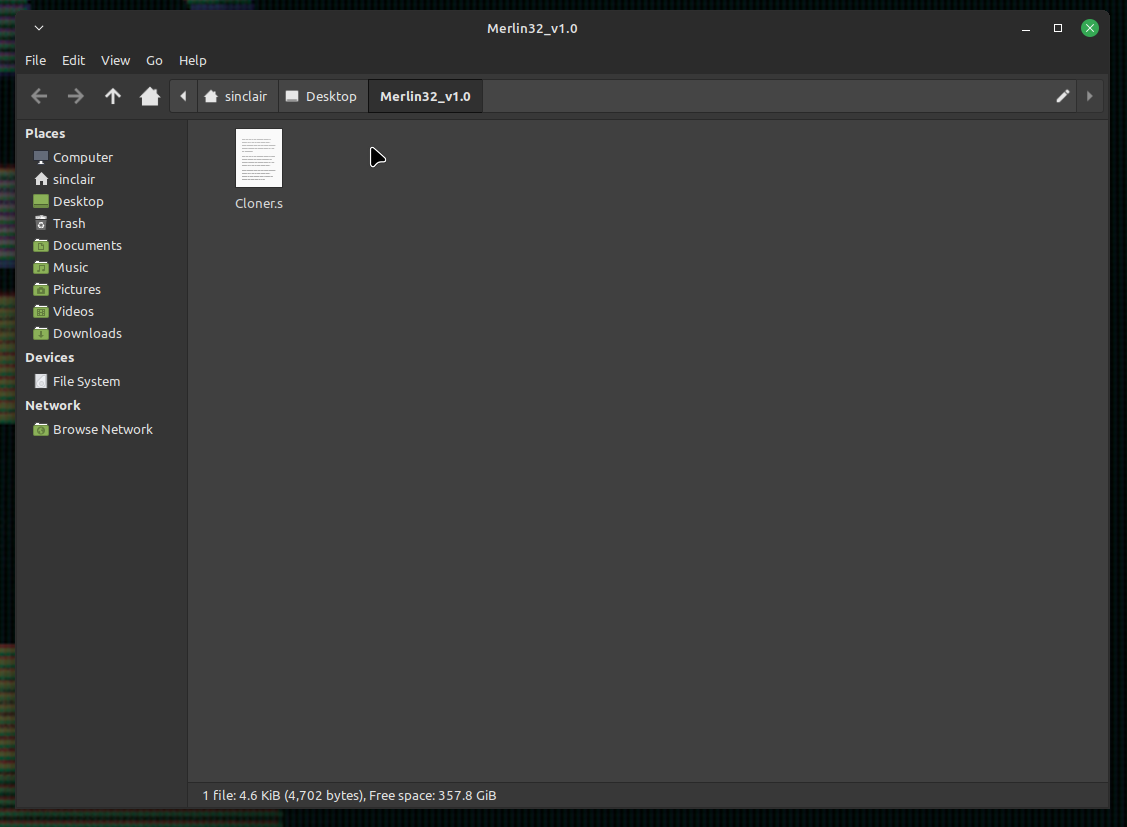 Merlin32_v1.0
File Edit View Go Help
sinclair Desktop Merlin32_v1.0
Places
Computer
sinclair
Desktop
Trash
Documents
Music
Pictures
Videos
Downloads
Devices
File System
Network
Browse Network
Cloner.s
1 file: 4.6 KiB (4,702 bytes), Free space: 357.8 GiB